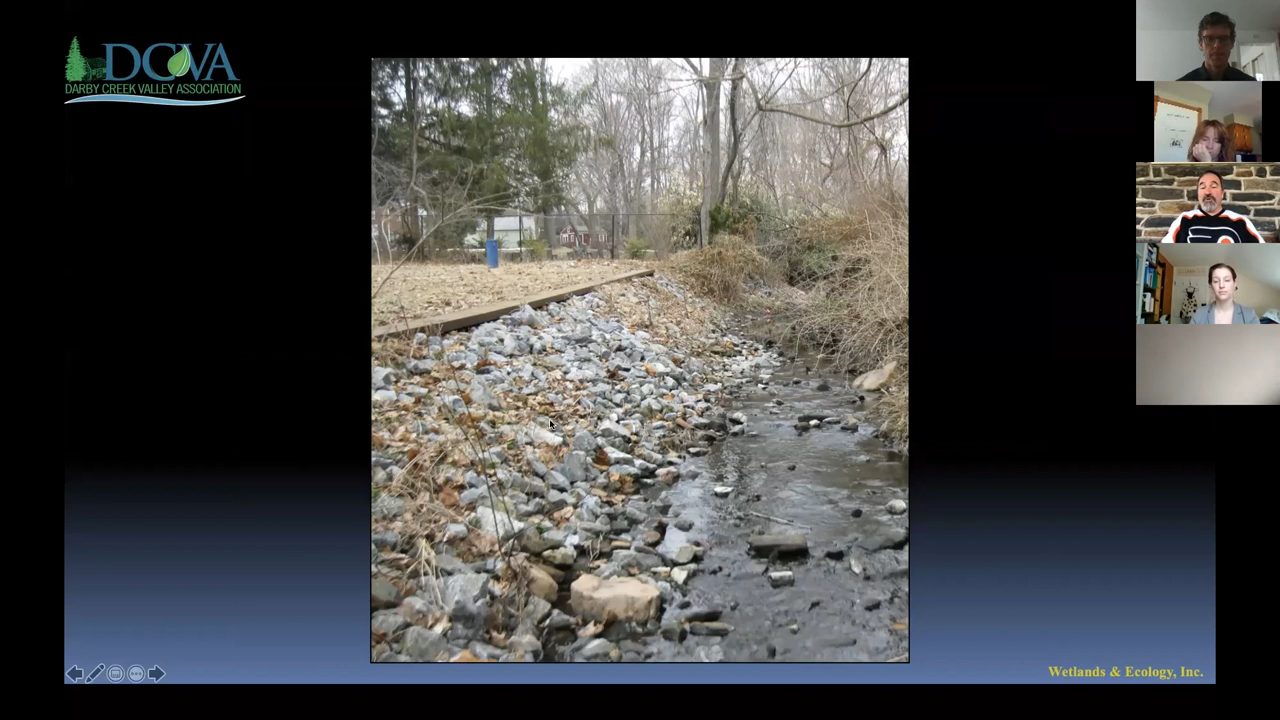 DCVA
DARBY CREEK VALLEY ASSOCIATION
Wetlands & Ecology, Inc.